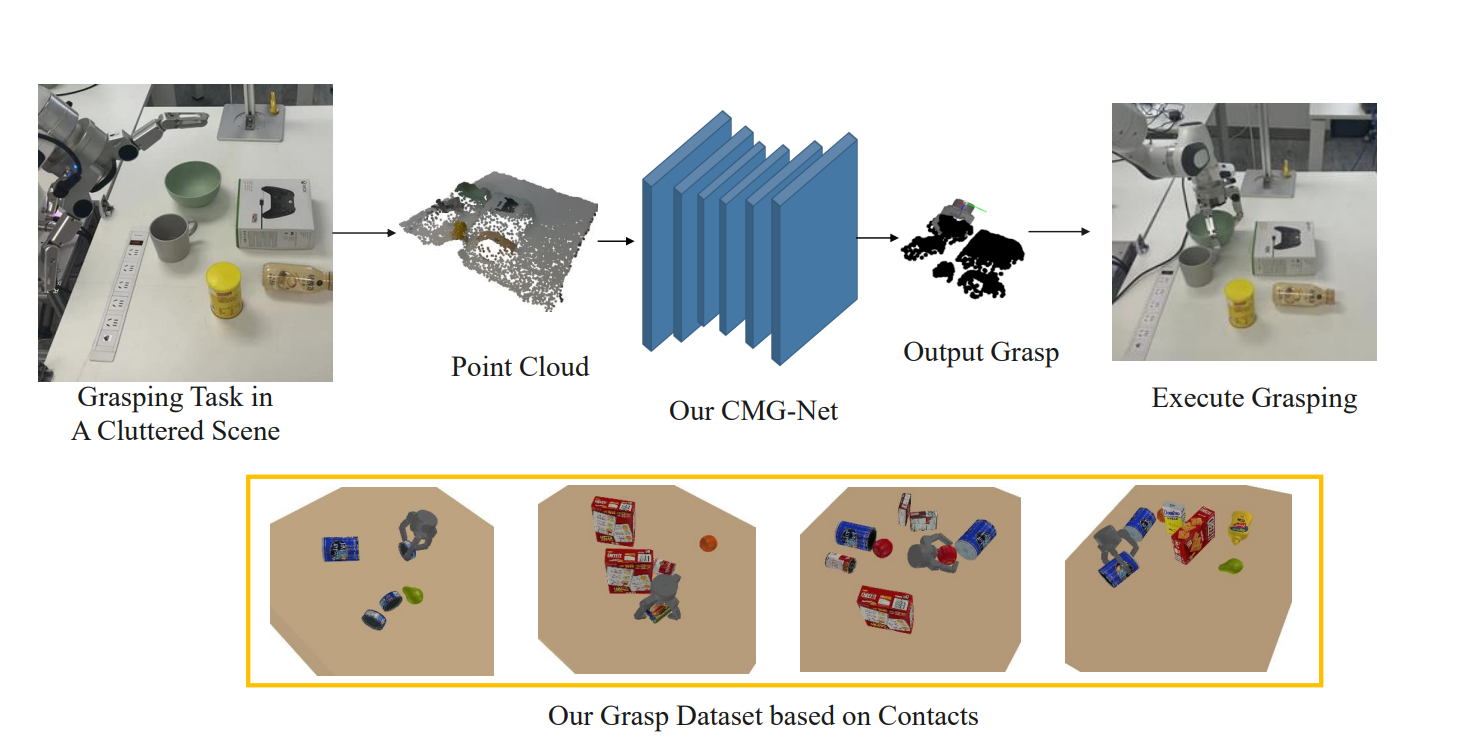 Grasping Task in
A Cluttered Scene
Point Cloud
Our CMG-Net
Output Grasp
Execute Grasping
Our Grasp Dataset based on Contacts